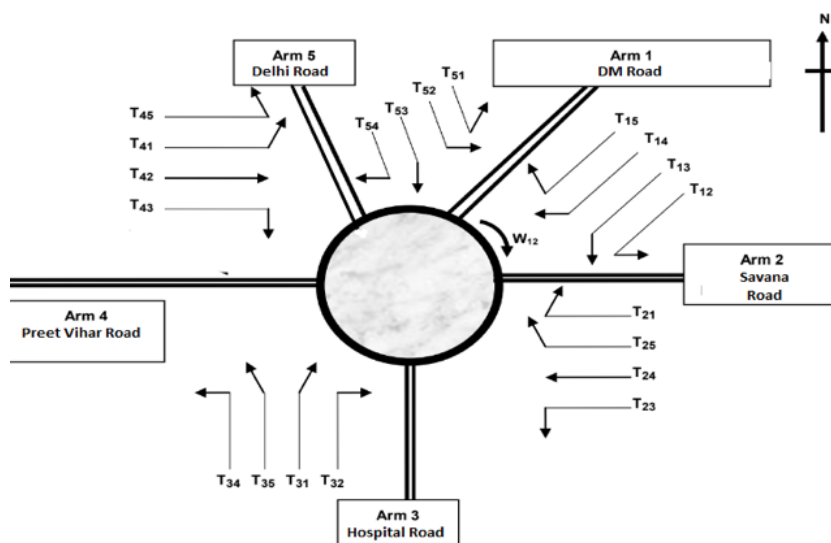 N
Arm 5
Delhi Road
Arm 1
DM Road
T51
T52
T53
T54
T45
T41
T42
T43
T15
T14
T13
T12
W12
Arm 2
Savana
Road
Arm 4
Preet Vihar Road
T21
T25
T24
T23
T34 T35 T31 T32
Arm 3
Hospital Road